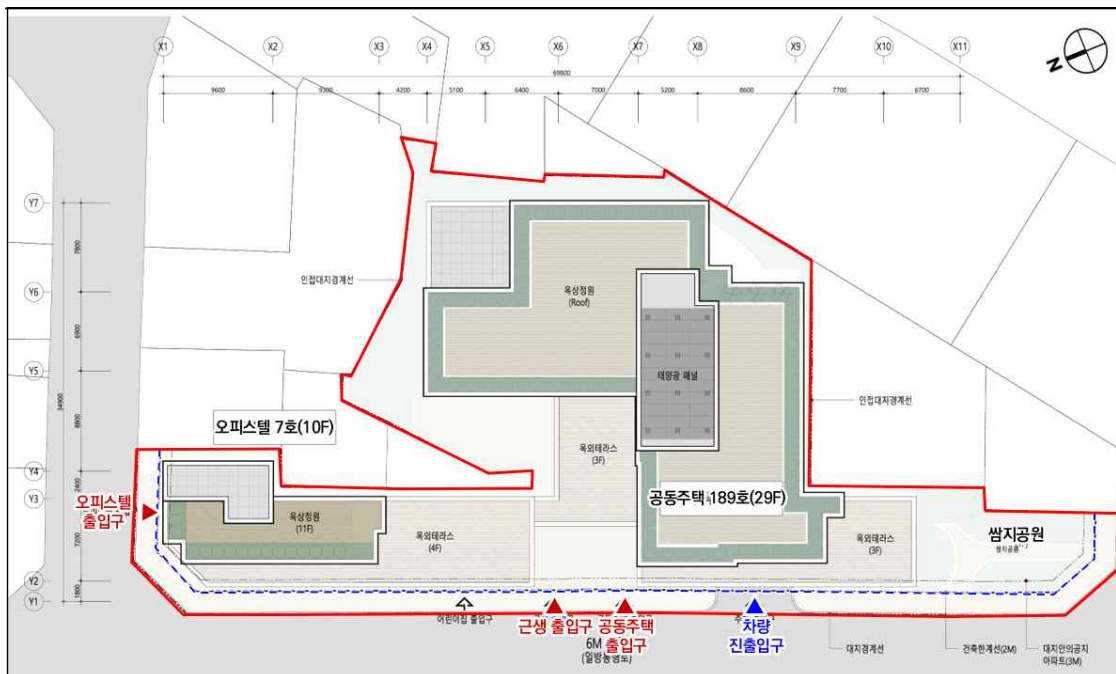 X1 X2 X3 X4 X5 X6 X7 X8 X9 X10 X11
N
69800
9600 9300 4200 5100 6400 7000 5200 8600 7700 6700
Y7
7800
인접대지경계선
Y6
옥상정원
(Roof)
6900
34900
태양광 패널
Y5
인접대지경계선
8800
오피스텔 7호(10F)
옥외테라스
(3F)
Y4
2400
공동주택 189호(29F)
Y3
오피스텔
출입구
옥상정원
(11F)
옥외테라스
(4F)
옥외테라스
(3F)
쌈지공원
쌈지공원
7200
Y2
1800
Y1
어린이집 출입구
근생 출입구
공동주택
출입구
차량
진출입구
6M
(일방통행로)
대지경계선
건축한계선(2M)
대지안의공지
아파트(3M)